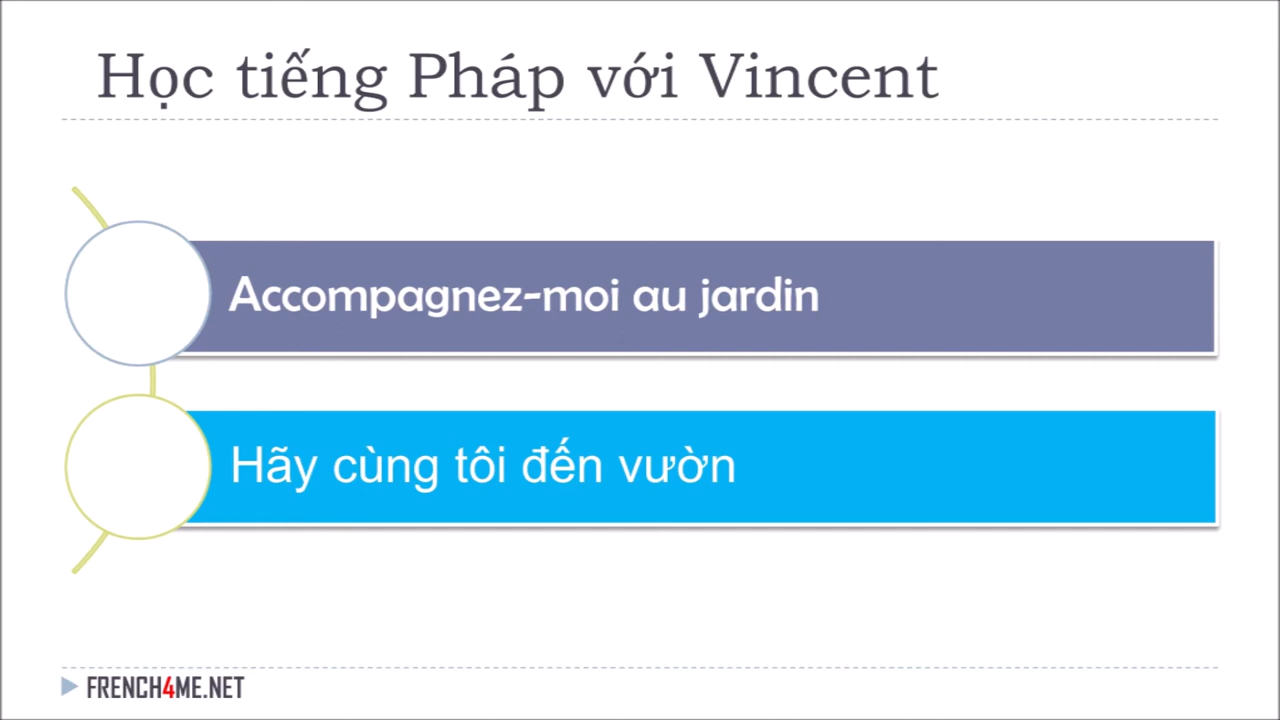 Học tiếng Pháp với Vincent
Accompagnez-moi au jardin
Hãy cùng tôi đến vườn
FRENCH4ME.NET